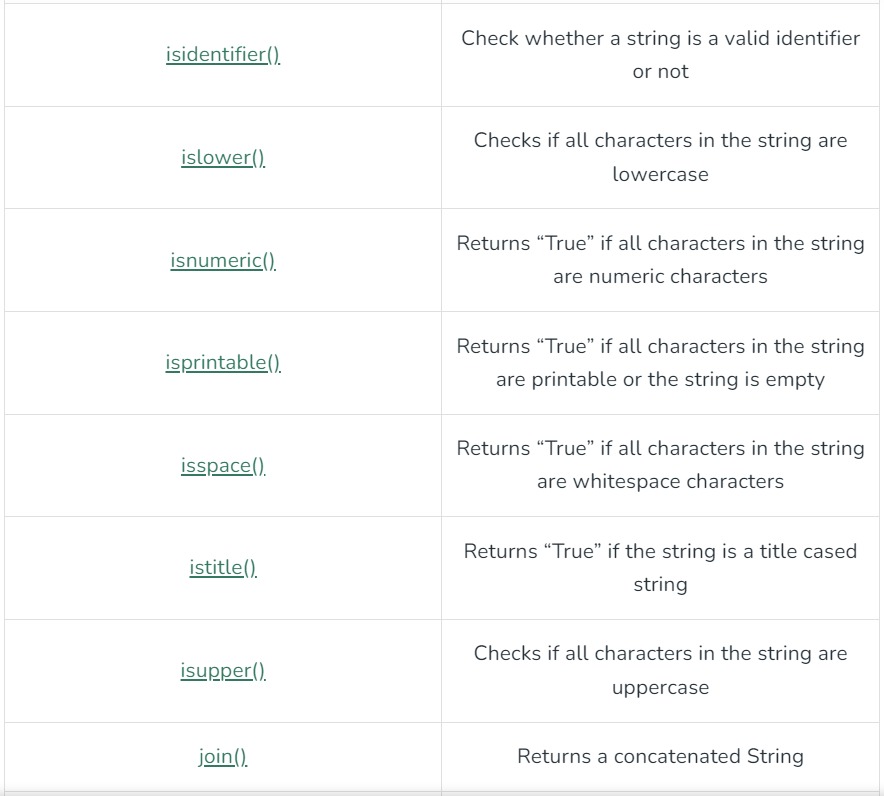 isidentifier()
Check whether a string is a valid identifier
or not
islower()
Checks if all characters in the string are
lowercase
isnumeric()
Returns “True” if all characters in the string
are numeric characters
isprintable()
Returns “True” if all characters in the string
are printable or the string is empty
isspace()
Returns “True” if all characters in the string
are whitespace characters
istitle()
Returns “True” if the string is a title cased
string
isupper()
Checks if all characters in the string are
uppercase
join()
Returns a concatenated String